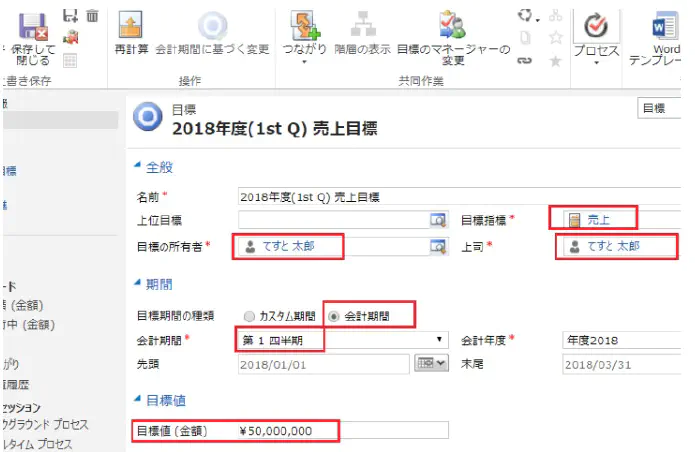 保存して
閉じる
再計算
会計期間に基づく変更
つながり
階層の表示
目標のマネージャーの
変更
プロセス
Word
テンプレー
書き保存
操作
共同作業
目標
2018年度(1st Q) 売上目標
目標
全般
名前* 2018年度(1st Q) 売上目標
上位目標
目標指標* 売上
目標の所有者* てすと 太郎
上司* てすと 太郎
期間
目標期間の種類 カスタム期間 会計期間
会計期間* 第 1 四半期
会計年度* 年度2018
先頭 2018/01/01
末尾 2018/03/31
目標値
目標値 (金額) ¥50,000,000
標
ード
(金額)
中 (金額)
がり
履歴
セッション
クグラウンド プロセス
ルタイム プロセス